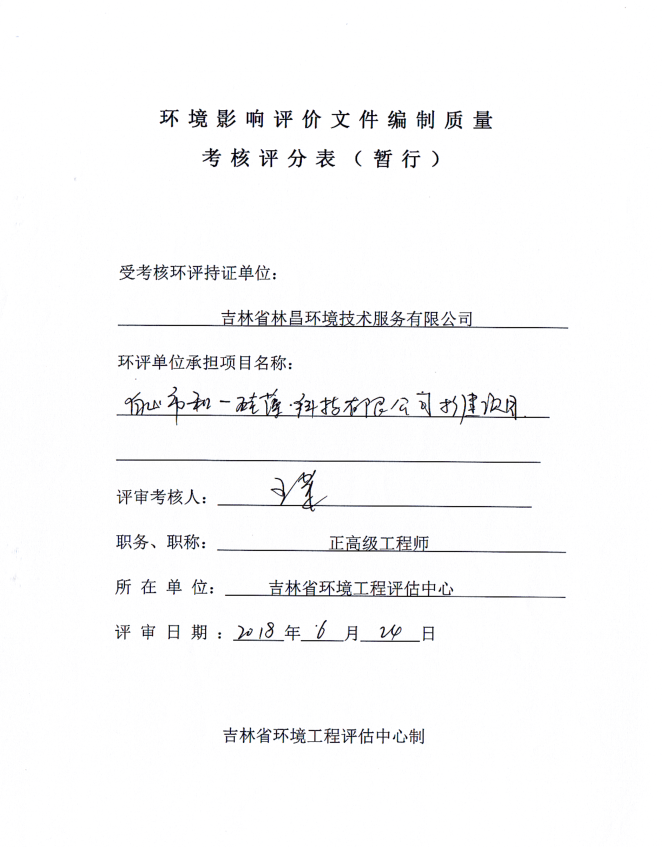 环境影响评价文件编制质量
考核评分表（暂行）
受考核环评持证单位：
吉林省林昌环境技术服务有限公司
环评单位承担项目名称：
白山市和一硅藻科技有限公司扩建项目
评审考核人：王
职务、职称：正高级工程师
所在单位：吉林省环境工程评估中心
评审日期：2018年6月24日
吉林省环境工程评估中心制